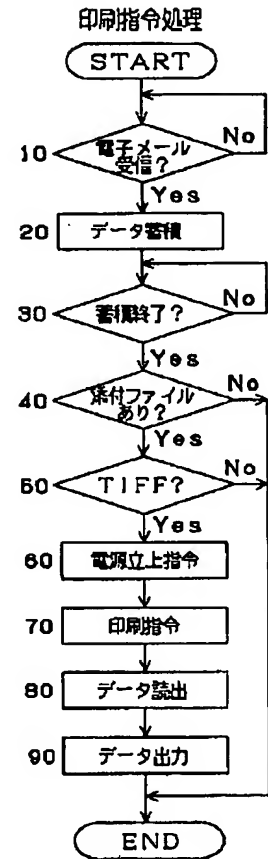 印刷指令処理
START
10
電子メール
受信?
No
Yes
20
データ蓄積
30
蓄積終了?
No
Yes
40
添付ファイル
あり?
No
Yes
50
TIFF?
No
Yes
60
電源立上指令
70
印刷指令
80
データ読出
90
データ出力
END